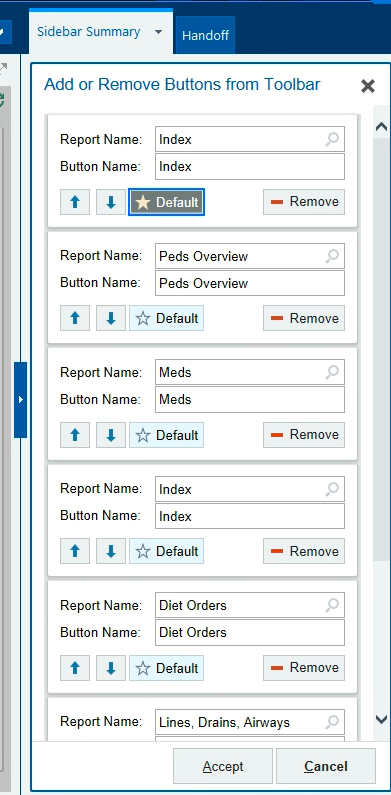 Sidebar Summary
Handoff
Add or Remove Buttons from Toolbar
Report Name: Index
Button Name: Index
Default Remove
Report Name: Peds Overview
Button Name: Peds Overview
Default Remove
Report Name: Meds
Button Name: Meds
Default Remove
Report Name: Index
Button Name: Index
Default Remove
Report Name: Diet Orders
Button Name: Diet Orders
Default Remove
Report Name: Lines, Drains, Airways
Accept Cancel